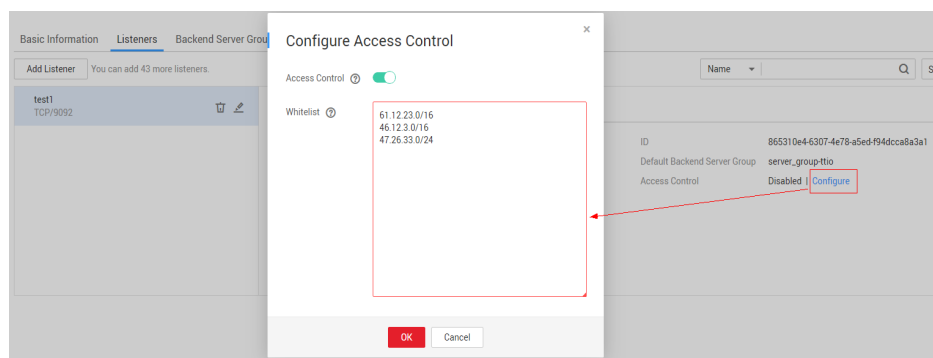 Basic Information Listeners Backend Server Grou
Configure Access Control
Add Listener You can add 43 more listeners.
Name
S
Access Control
test1
TCP/9092
Whitelist
61.12.23.0/16
46.12.3.0/16
47.26.33.0/24
ID 865310e4-6307-4e78-a5ed-f94dcca8a3a1
Default Backend Server Group server_group-ttio
Access Control Disabled | Configure
OK Cancel